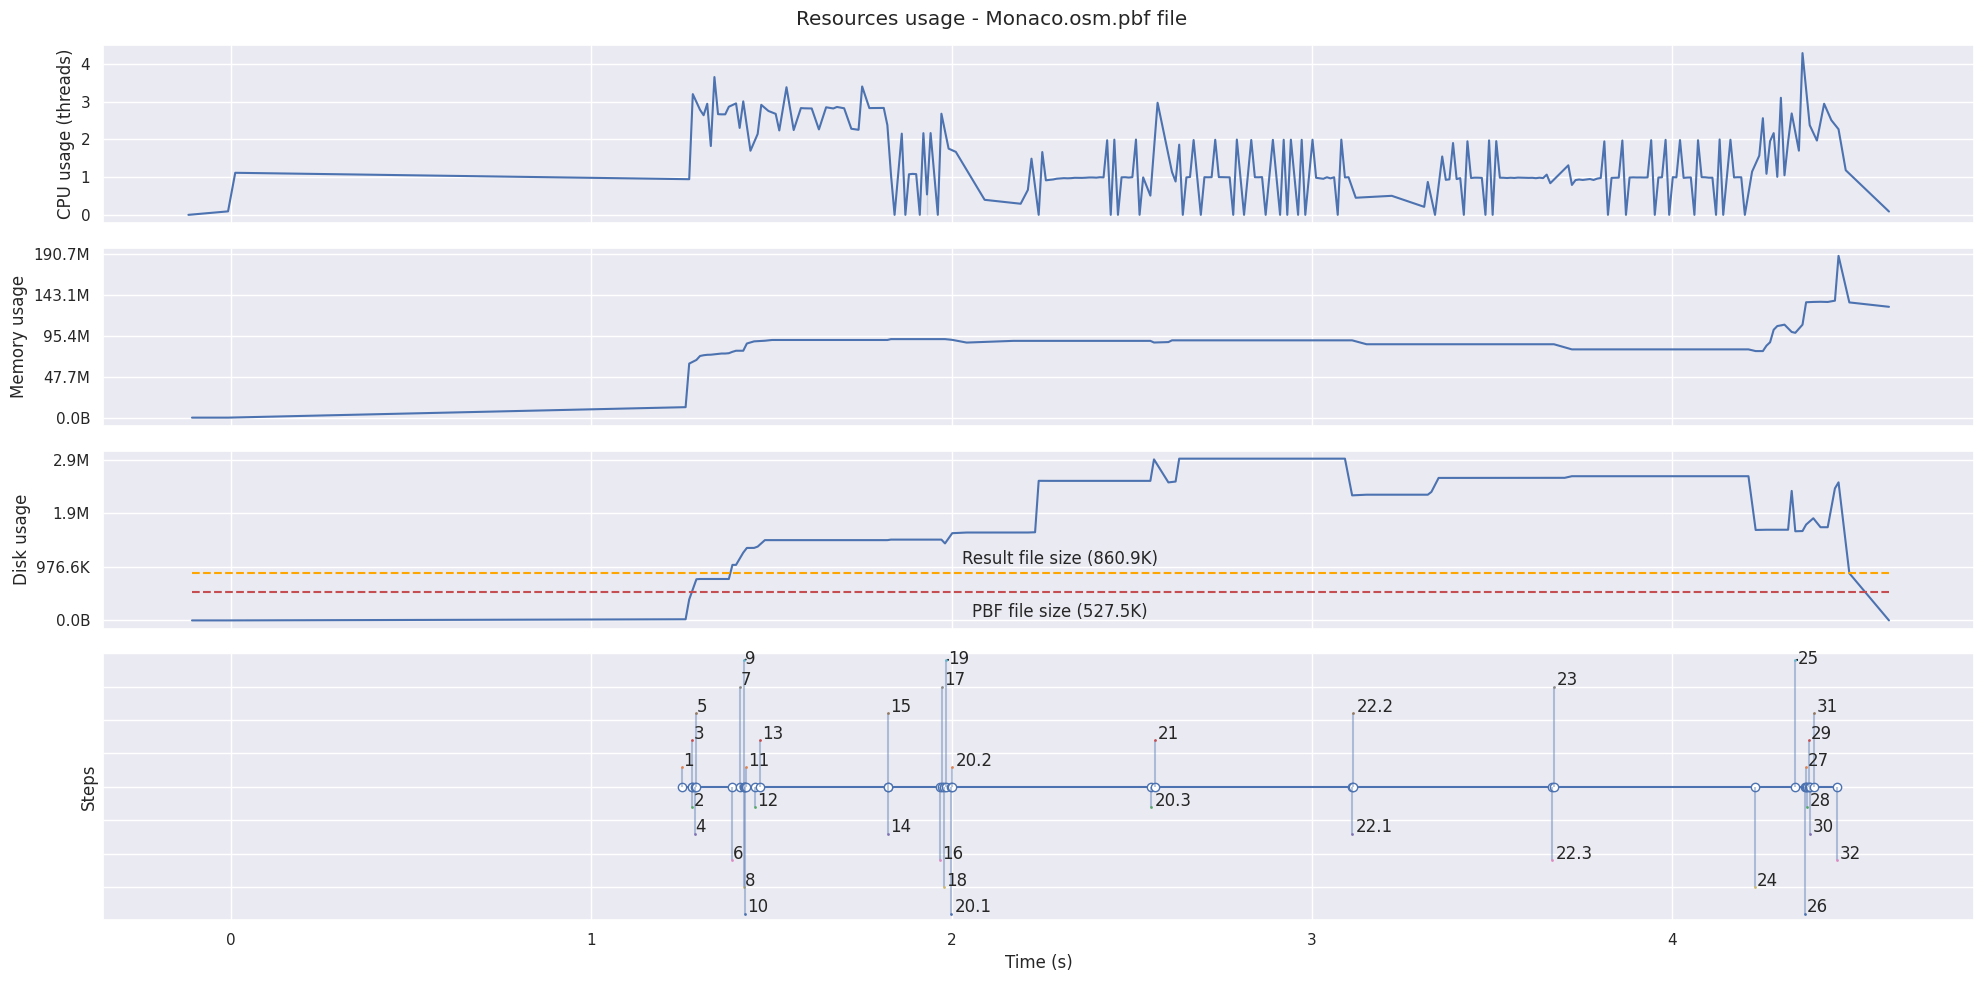 Resources usage - Monaco.osm.pbf file
CPU usage (threads)
4
3
2
1
0
Memory usage
190.7M
143.1M
95.4M
47.7M
0.0B
Disk usage
2.9M
1.9M
976.6K
0.0B
Result file size (860.9K)
PBF file size (527.5K)
Steps
9
19
25
7
17
23
5
15
22.2
31
3
13
21
29
1
11
20.2
27
2
12
20.3
28
4
14
22.1
30
6
16
22.3
32
8
18
24
10
20.1
26
0
1
2
3
4
Time (s)